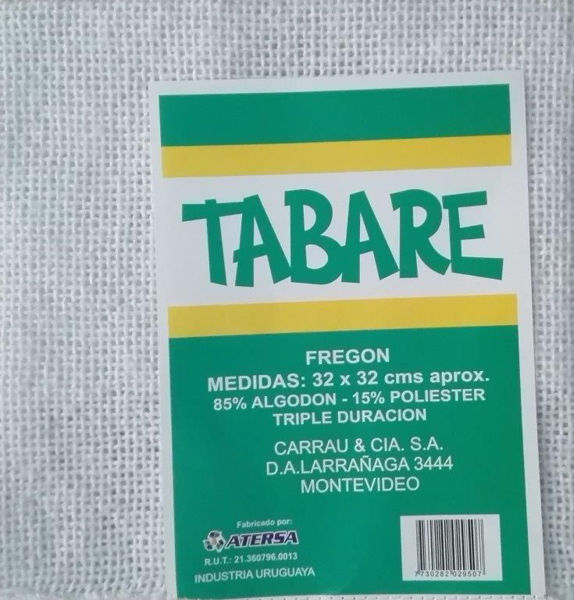 TABARE
FREGON
MEDIDAS: 32 x 32 cms aprox.
85% ALGODON - 15% POLIESTER
TRIPLE DURACION
CARRAU & CIA. S.A.
D.A.LARRAÑAGA 3444
MONTEVIDEO
Fabricado por:
ATERSA
R.U.T.: 21.360796.0013
INDUSTRIA URUGUAYA
7730282029507